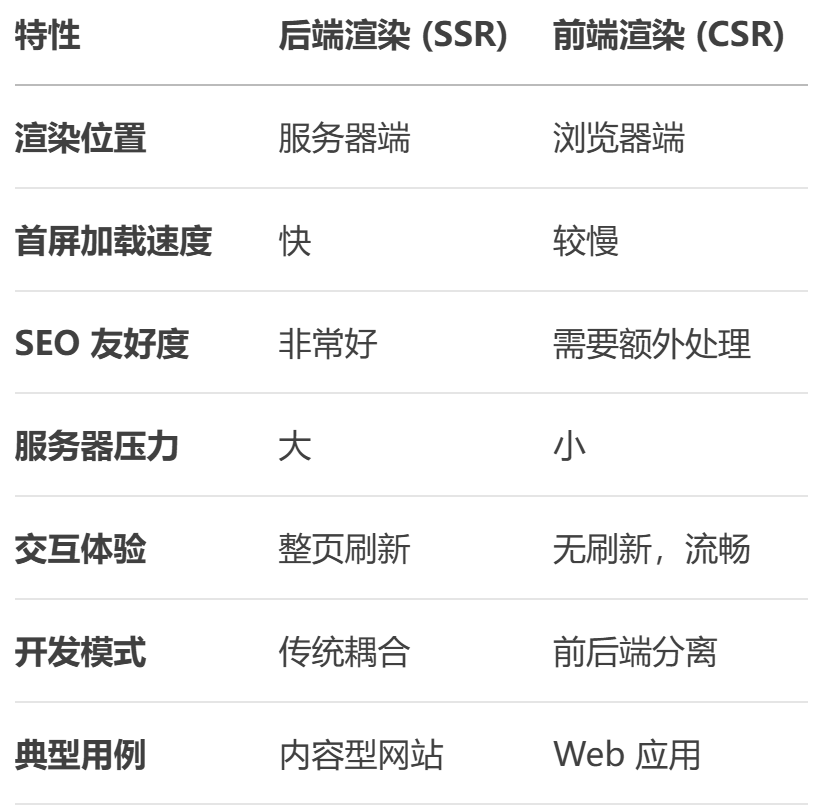 特性 后端渲染 (SSR) 前端渲染 (CSR)
渲染位置 服务器端 浏览器端
首屏加载速度 快 较慢
SEO 友好度 非常好 需要额外处理
服务器压力 大 小
交互体验 整页刷新 无刷新，流畅
开发模式 传统耦合 前后端分离
典型用例 内容型网站 Web 应用